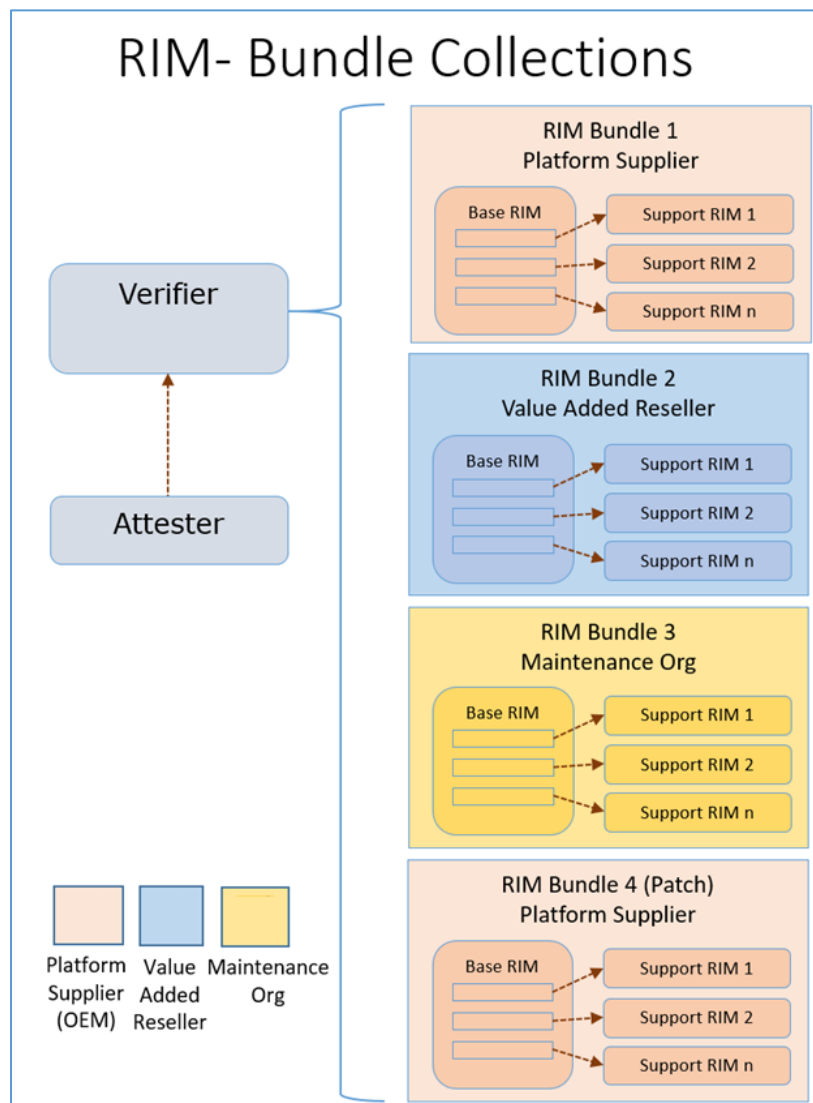 RIM- Bundle Collections
Verifier
Attester
RIM Bundle 1
Platform Supplier
Base RIM
Support RIM 1
Support RIM 2
Support RIM n
RIM Bundle 2
Value Added Reseller
Base RIM
Support RIM 1
Support RIM 2
Support RIM n
RIM Bundle 3
Maintenance Org
Base RIM
Support RIM 1
Support RIM 2
Support RIM n
RIM Bundle 4 (Patch)
Platform Supplier
Base RIM
Support RIM 1
Support RIM 2
Support RIM n
Platform
Supplier
(OEM)
Value
Added
Reseller
Maintenance
Org